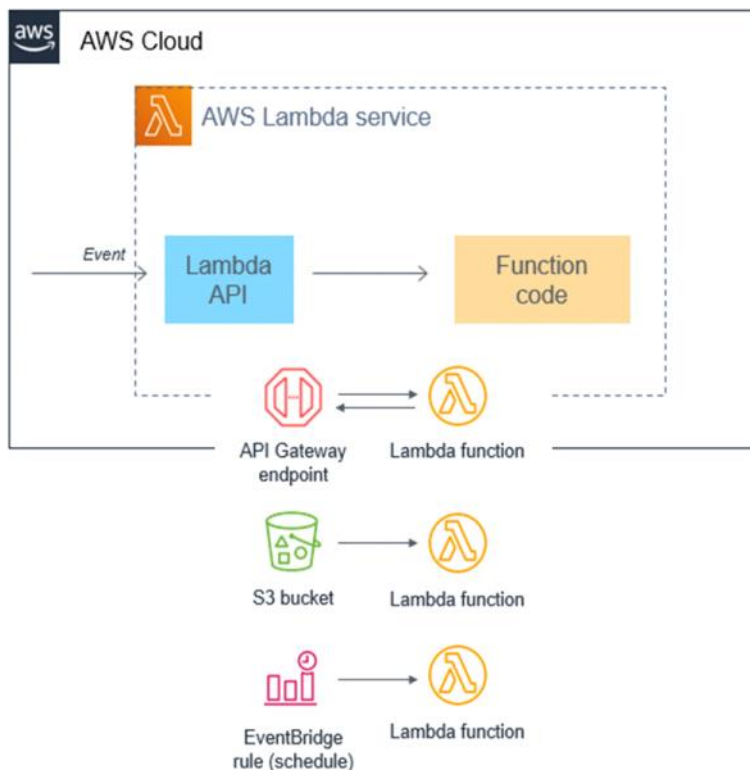 aws
AWS Cloud
AWS Lambda service
Event
Lambda
API
Function
code
API Gateway
endpoint
Lambda function
S3 bucket
Lambda function
EventBridge
rule (schedule)
Lambda function